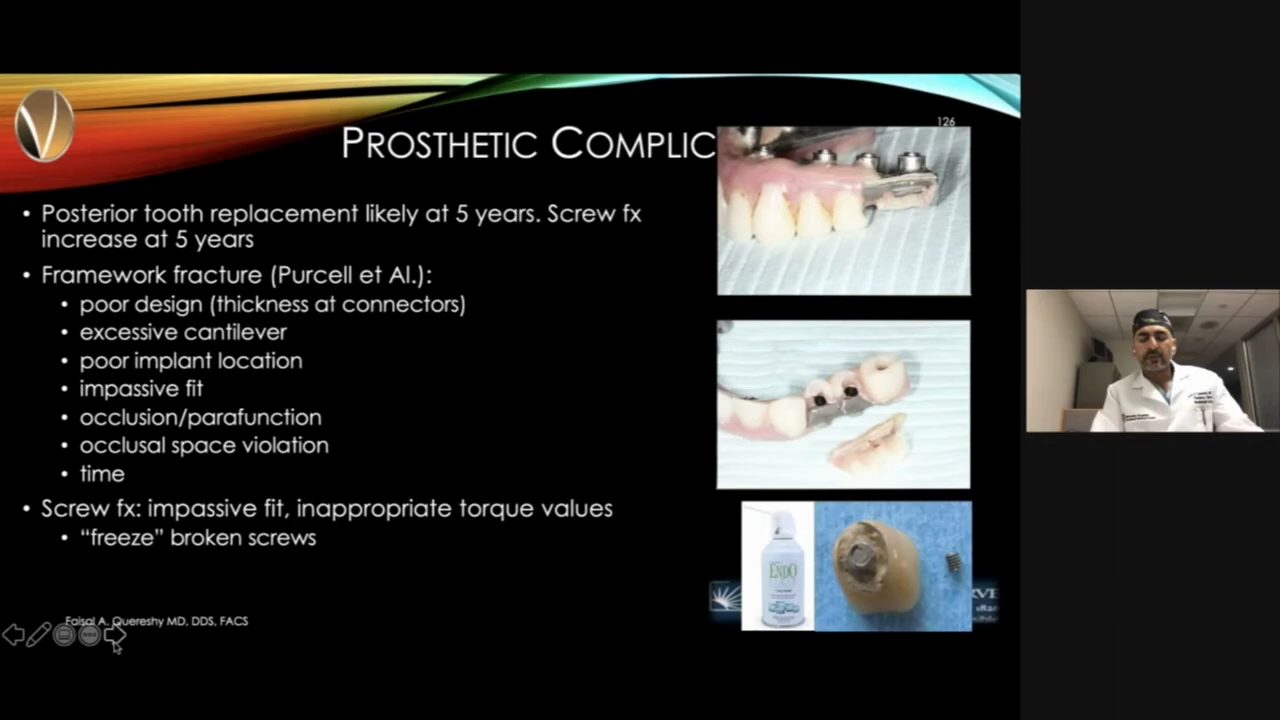 126
PROSTHETIC COMPLIC
• Posterior tooth replacement likely at 5 years. Screw fx
increase at 5 years
• Framework fracture (Purcell et Al.):
• poor design (thickness at connectors)
• excessive cantilever
• poor implant location
• impassive fit
• occlusion/parafunction
• occlusal space violation
• time
• Screw fx: impassive fit, inappropriate torque values
• “freeze” broken screws
ENDO
Faisal A. Quereshy MD, DDS, FACS